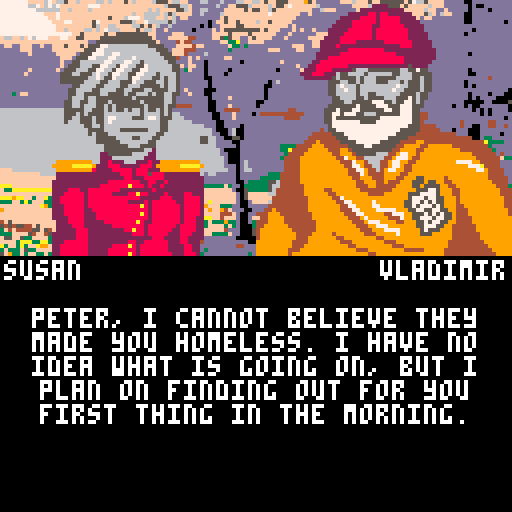 SUSAN
VLADIMIR
PETER, I CANNOT BELIEVE THEY
MADE YOU HOMELESS. I HAVE NO
IDEA WHAT IS GOING ON, BUT I
PLAN ON FINDING OUT FOR YOU
FIRST THING IN THE MORNING.